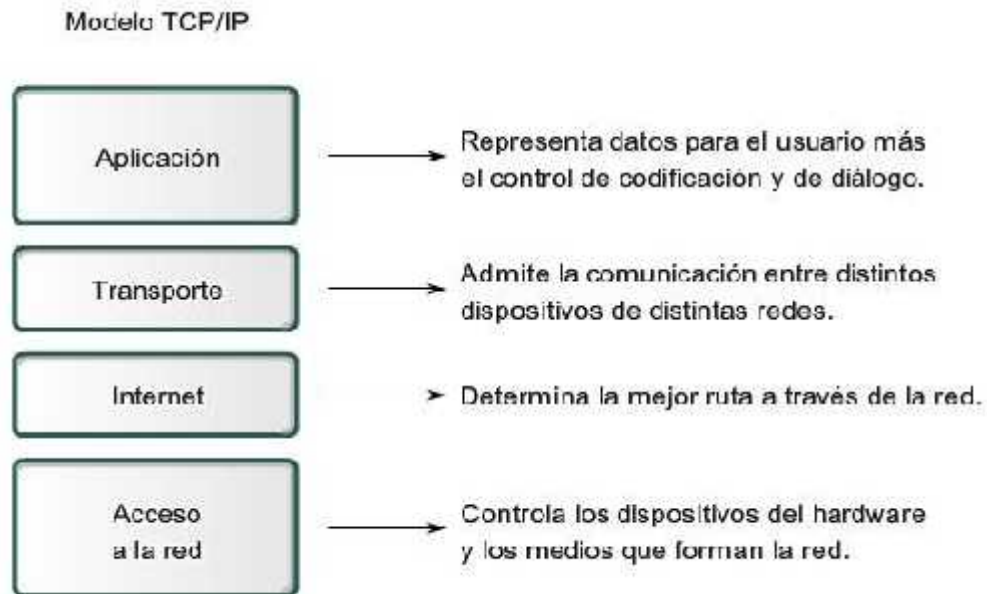 Modelo TCP/IP
Aplicación
Representa datos para el usuario más
el control de codificación y de diálogo.
Transporte
Admite la comunicación entre distintos
dispositivos de distintas redes.
Internet
Determina la mejor ruta a través de la red.
Acceso
a la red
Controla los dispositivos del hardware
y los medios que forman la red.